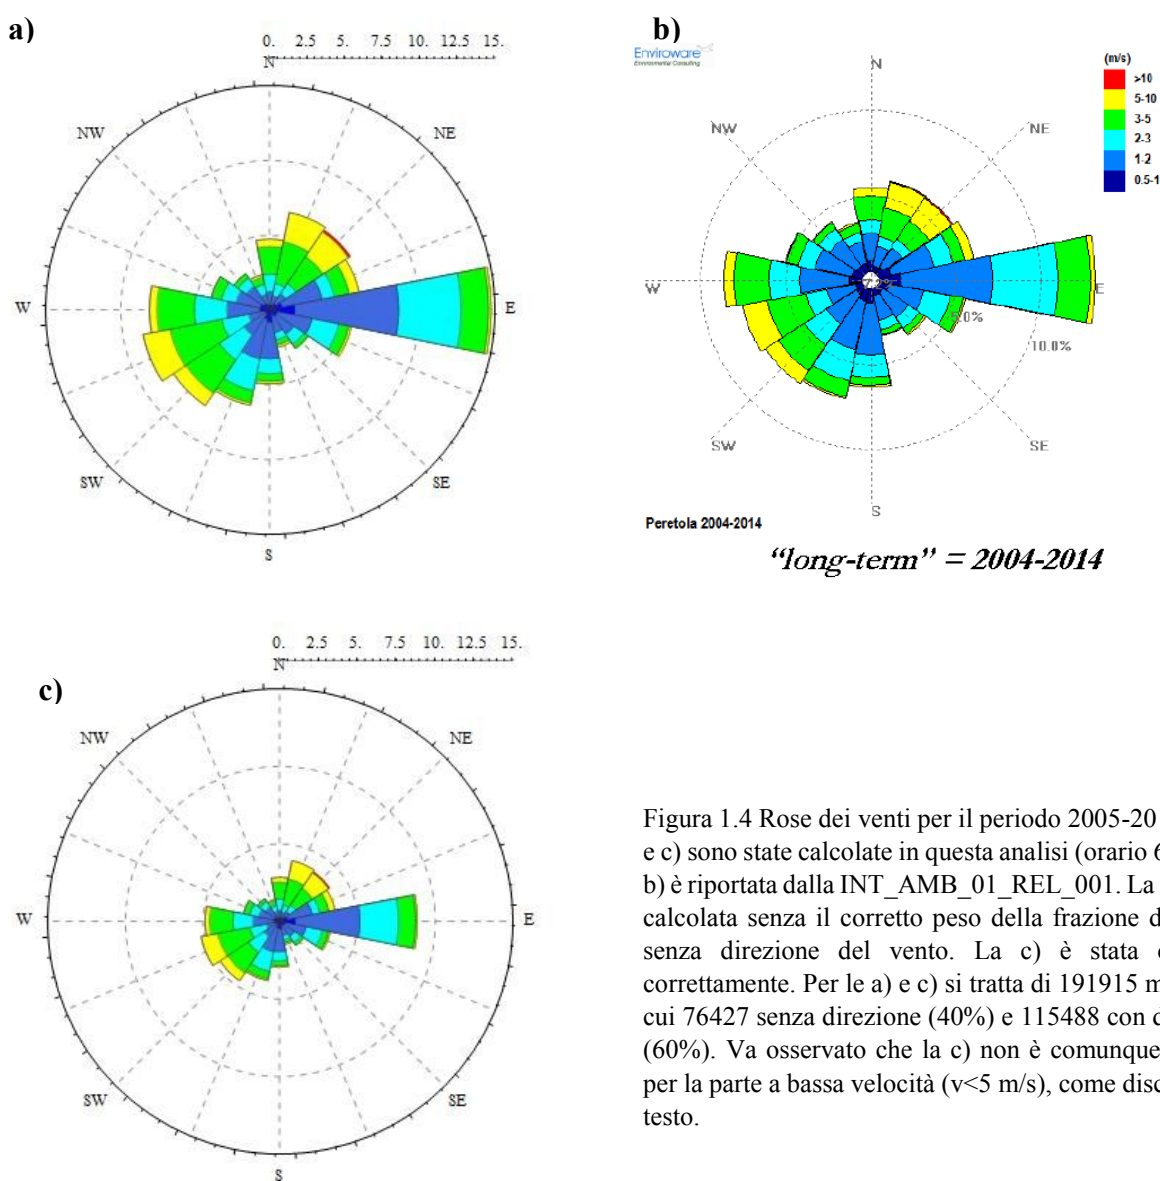 a)
0. 2.5 5. 7.5 10. 12.5 15.
N
NW
NE
W
E
SW
SE
S
b)
Enviroware
Environmental Consulting
(m/s)
>10
5-10
3-5
2-3
1-2
0.5-1
N
NW
NE
W
E
5.0%
10.0%
SW
SE
S
Peretola 2004-2014
“long-term” = 2004-2014
c)
0. 2.5 5. 7.5 10. 12.5 15.
N
NW
NE
W
E
SW
SE
S
Figura 1.4 Rose dei venti per il periodo 2005-20
e c) sono state calcolate in questa analisi (orario 6
b) è riportata dalla INT_AMB_01_REL_001. La
calcolata senza il corretto peso della frazione d
senza direzione del vento. La c) è stata
correttamente. Per le a) e c) si tratta di 191915 m
cui 76427 senza direzione (40%) e 115488 con d
(60%). Va osservato che la c) non è comunque
per la parte a bassa velocità (v<5 m/s), come disc
testo.